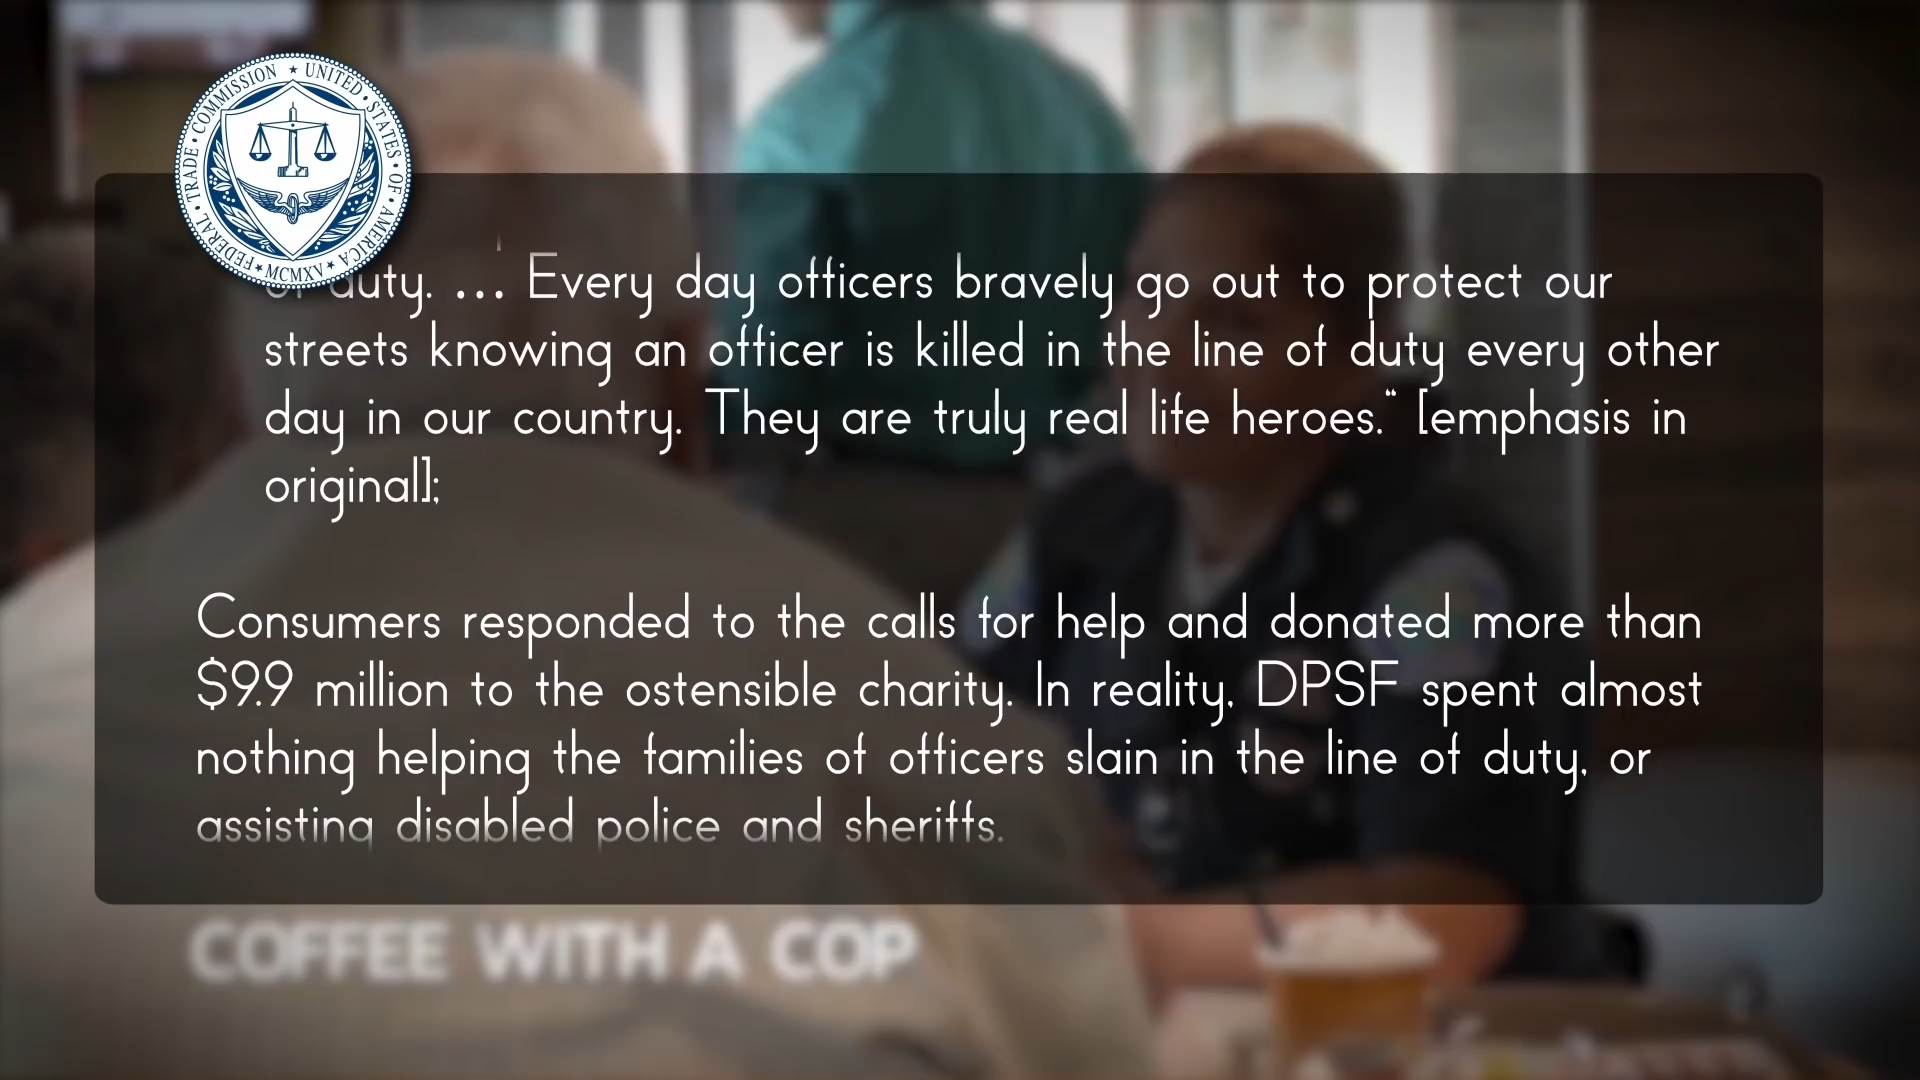 FEDERAL • TRADE • COMMISSION ★ UNITED • STATES • OF • AMERICA ★ MCMXV ★
of duty. ... Every day officers bravely go out to protect our
streets knowing an officer is killed in the line of duty every other
day in our country. They are truly real life heroes.“ [emphasis in
original];
Consumers responded to the calls for help and donated more than
$9.9 million to the ostensible charity. In reality, DPSF spent almost
nothing helping the families of officers slain in the line of duty, or
assisting disabled police and sheriffs.
COFFEE WITH A COP